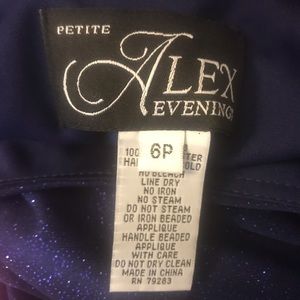 PETITE
ALEX
EVENINGS
6P
NO BLEACH
LINE DRY
NO IRON
NO STEAM
DO NOT STEAM
OR IRON BEADED
APPLIQUE
HANDLE BEADED
APPLIQUE
WITH CARE
DO NOT DRY CLEAN
MADE IN CHINA
RN 79283